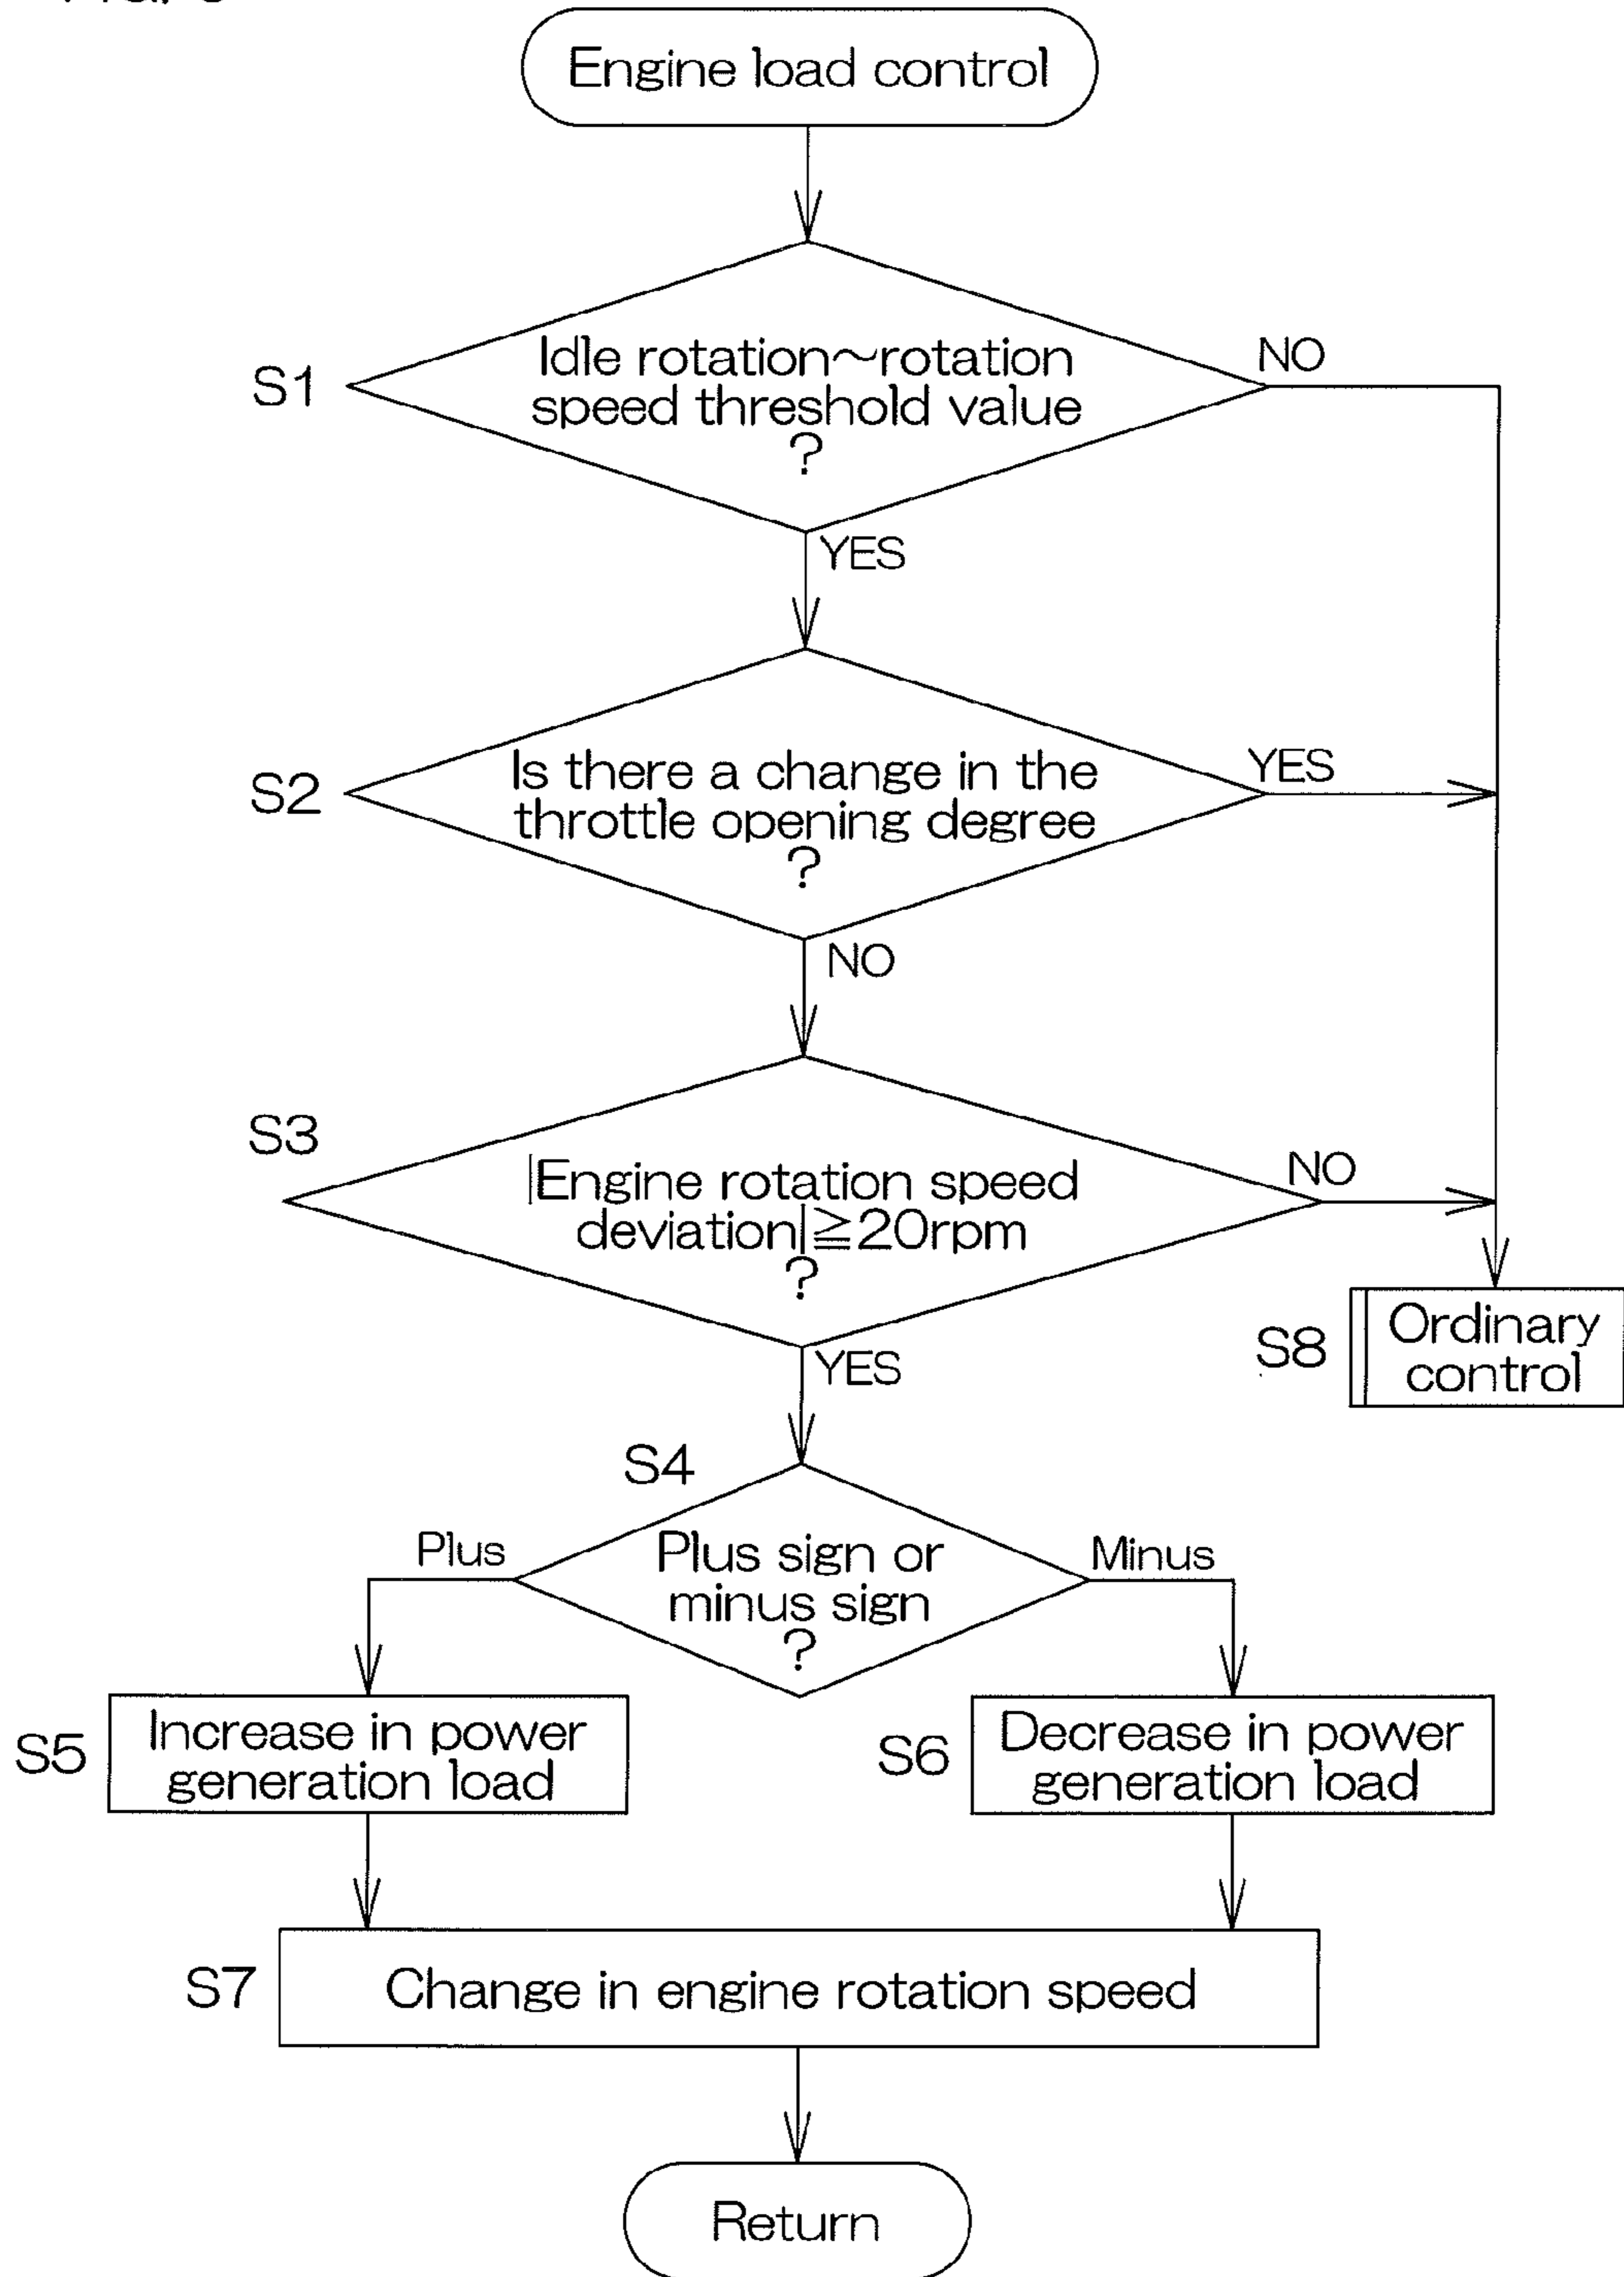 Engine load control
Idle rotation~rotation
speed threshold value
?
S1
NO
YES
Is there a change in the
throttle opening degree
?
S2
YES
NO
S3
|Engine rotation speed
deviation|≧20rpm
?
NO
YES
Ordinary
control
S8
S4
Plus sign or
minus sign
?
Plus
Minus
S5
Increase in power
generation load
S6
Decrease in power
generation load
S7
Change in engine rotation speed
Return